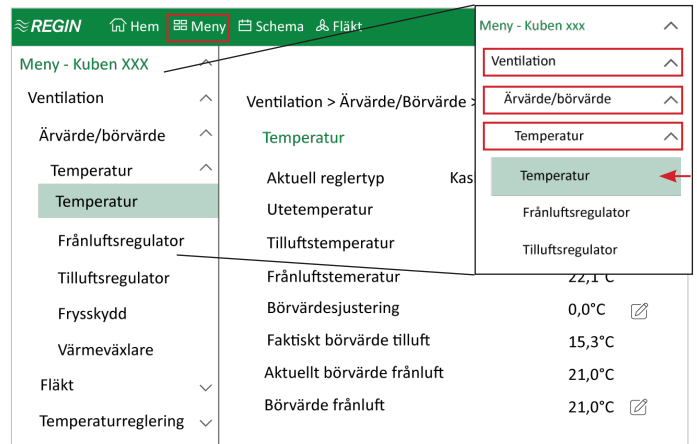 REGIN Hem Meny Schema Fläkt
Meny - Kuben XXX
Ventilation
Ärvärde/börvärde
Temperatur
Temperatur
Frånluftsregulator
Tilluftsregulator
Frysskydd
Värmeväxlare
Fläkt
Temperaturreglering
Ventilation > Ärvärde/Börvärde >
Temperatur
Aktuell reglertyp Kas
Utetemperatur
Tilluftstemperatur
Frånluftstemeratur 22,1°C
Börvärdesjustering 0,0°C
Faktiskt börvärde tilluft 15,3°C
Aktuellt börvärde frånluft 21,0°C
Börvärde frånluft 21,0°C
Meny - Kuben xxx
Ventilation
Ärvärde/börvärde
Temperatur
Temperatur
Frånluftsregulator
Tilluftsregulator